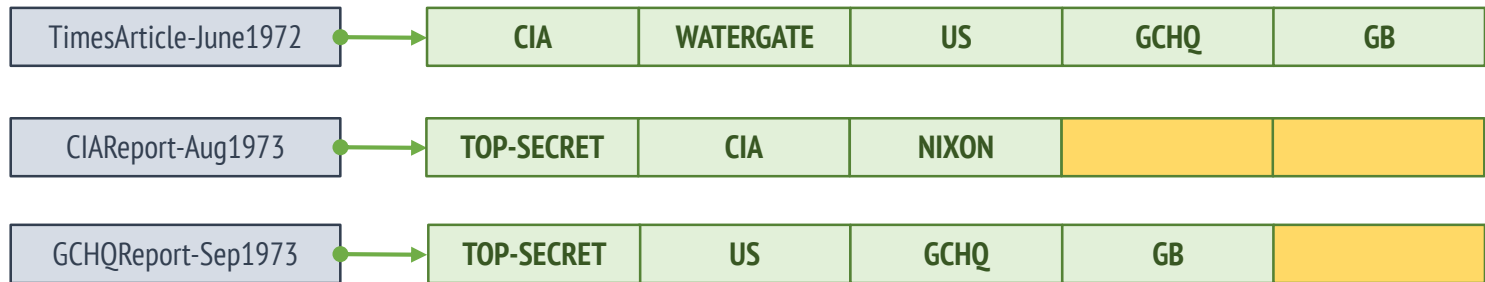 TimesArticle-June1972 CIA WATERGATE US GCHQ GB
CIAReport-Aug1973 TOP-SECRET CIA NIXON
GCHQReport-Sep1973 TOP-SECRET US GCHQ GB